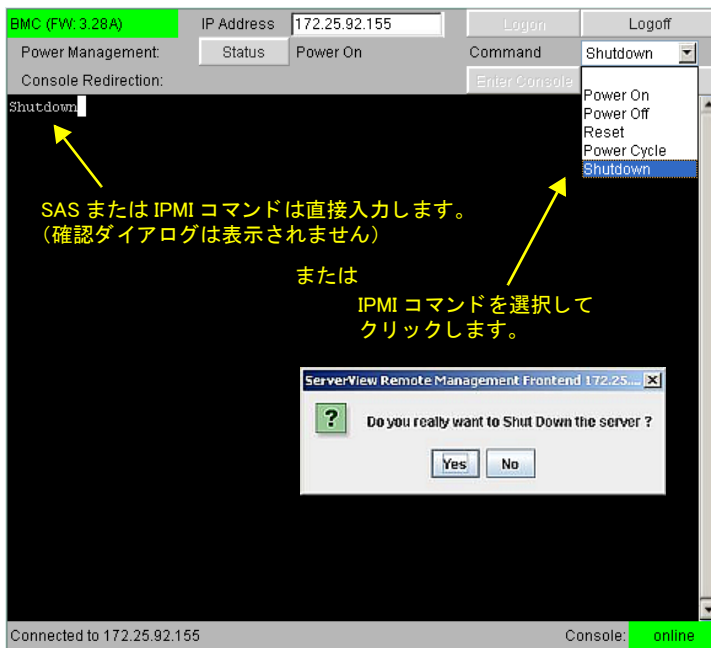 BMC (FW: 3.28A) IP Address 172.25.92.155 Logon Logoff
Power Management: Status Power On Command Shutdown
Console Redirection: Enter Console
Power On
Power Off
Reset
Power Cycle
Shutdown
Shutdown
SAS または IPMI コマンドは直接入力します。
（確認ダイアログは表示されません）
または
IPMI コマンドを選択して
クリックします。
ServerView Remote Management Frontend 172.25....
? Do you really want to Shut Down the server ?
Yes No
Connected to 172.25.92.155 Console: online